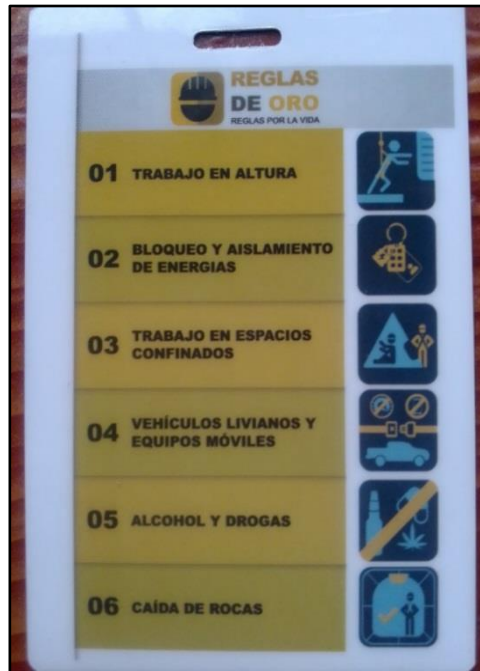 REGLAS
DE ORO
REGLAS POR LA VIDA
01 TRABAJO EN ALTURA
02 BLOQUEO Y AISLAMIENTO
DE ENERGIAS
03 TRABAJO EN ESPACIOS
CONFINADOS
04 VEHÍCULOS LIVIANOS Y
EQUIPOS MÓVILES
05 ALCOHOL Y DROGAS
06 CAÍDA DE ROCAS